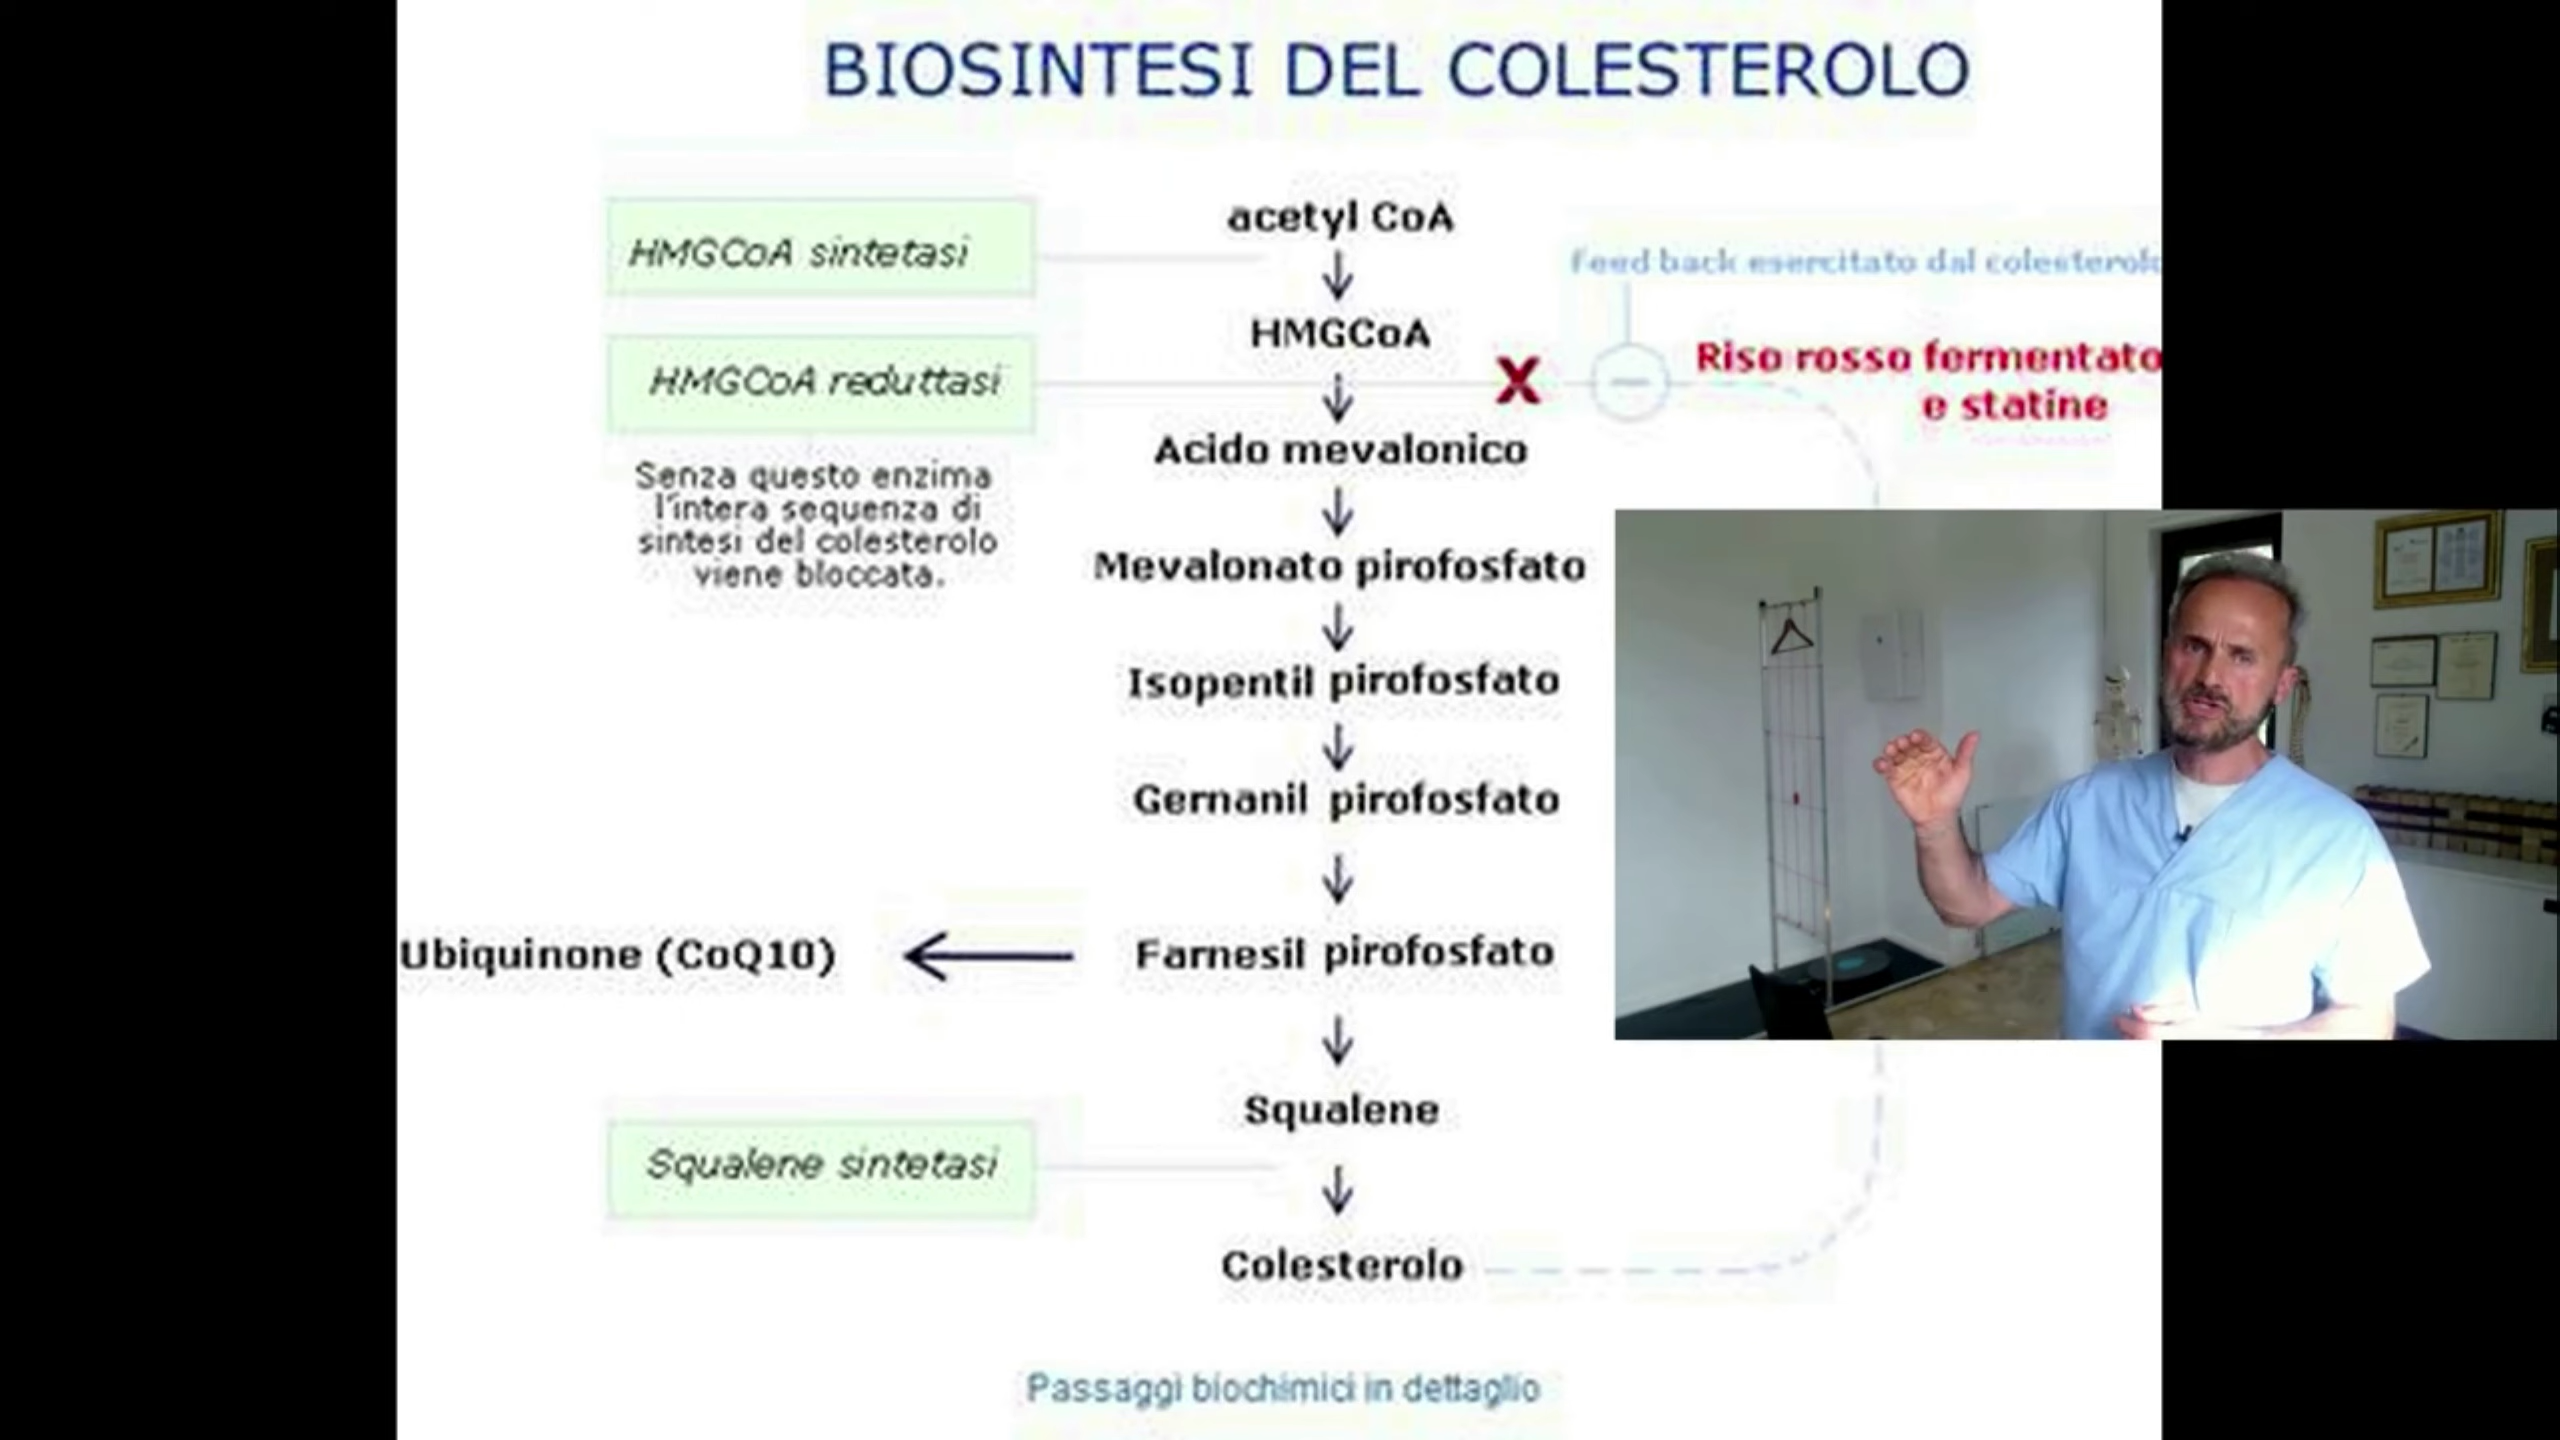 BIOSINTESI DEL COLESTEROLO
acetyl CoA
HMGCoA sintetasi
Feed back esercitato dal colesterolo
HMGCoA
HMGCoA reduttasi
X
Riso rosso fermentato
e statine
Acido mevalonico
Senza questo enzima
l'intera sequenza di
sintesi del colesterolo
viene bloccata.
Mevalonato pirofosfato
Isopentil pirofosfato
Gernanil pirofosfato
Ubiquinone (CoQ10)
Farnesil pirofosfato
Squalene
Squalene sintetasi
Colesterolo
Passaggi biochimici in dettaglio